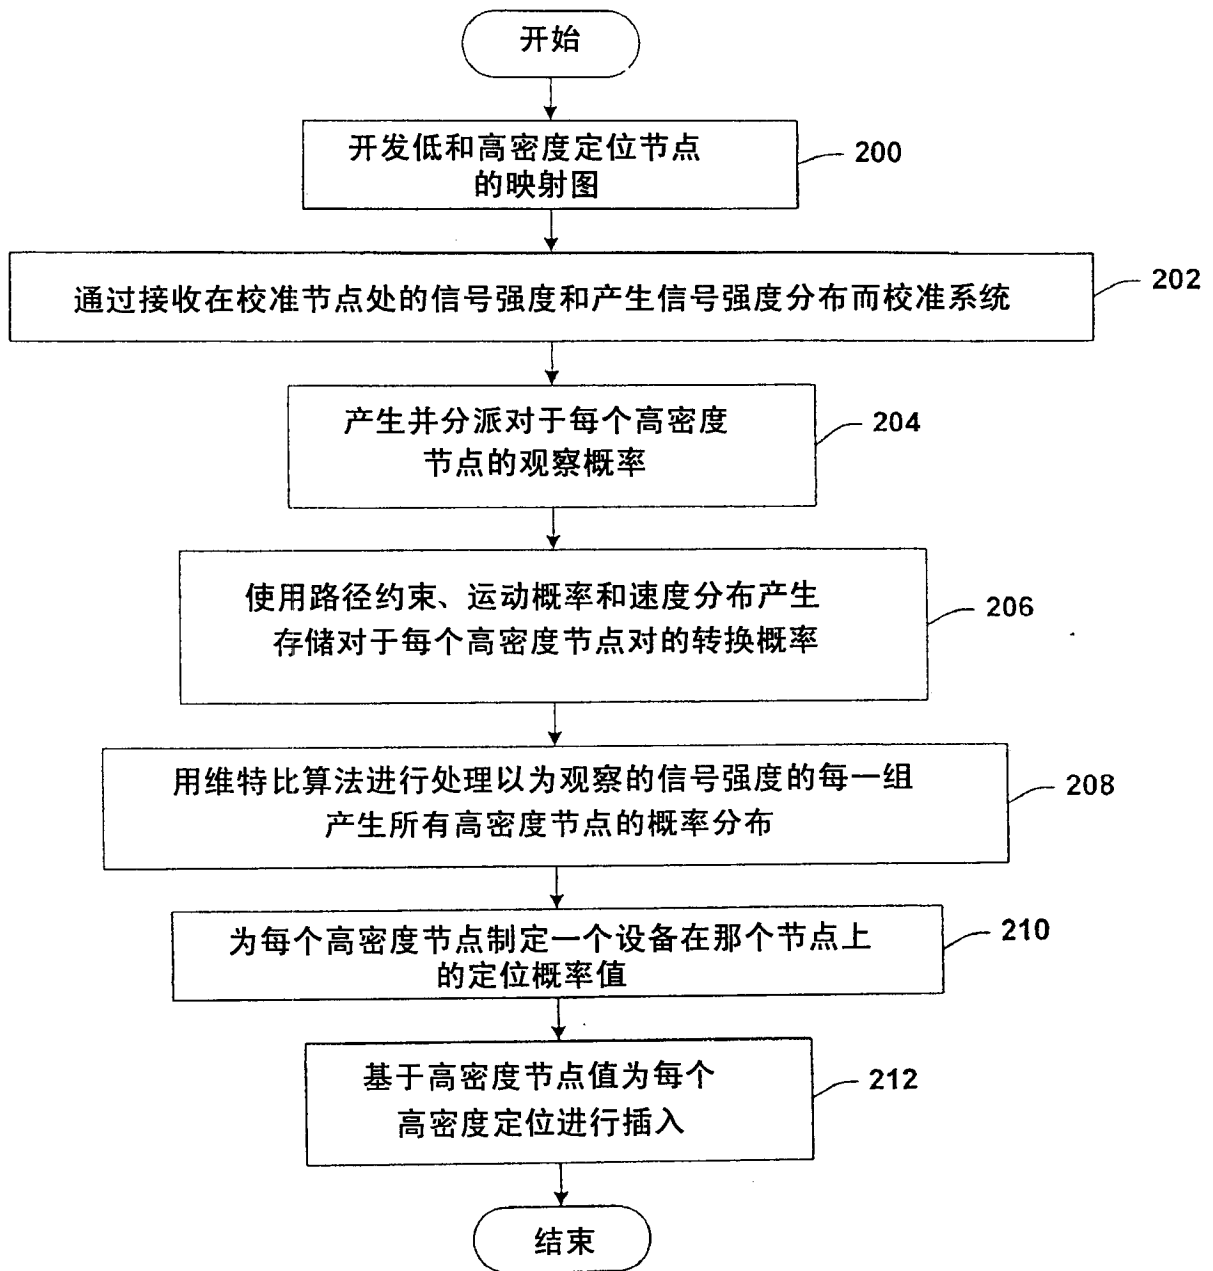 开始
开发低和高密度定位节点
的映射图
200
通过接收在校准节点处的信号强度和产生信号强度分布而校准系统
202
产生并分派对于每个高密度
节点的观察概率
204
使用路径约束、运动概率和速度分布产生
存储对于每个高密度节点对的转换概率
206
用维特比算法进行处理以为观察的信号强度的每一组
产生所有高密度节点的概率分布
208
为每个高密度节点制定一个设备在那个节点上
的定位概率值
210
基于高密度节点值为每个
高密度定位进行插入
212
结束